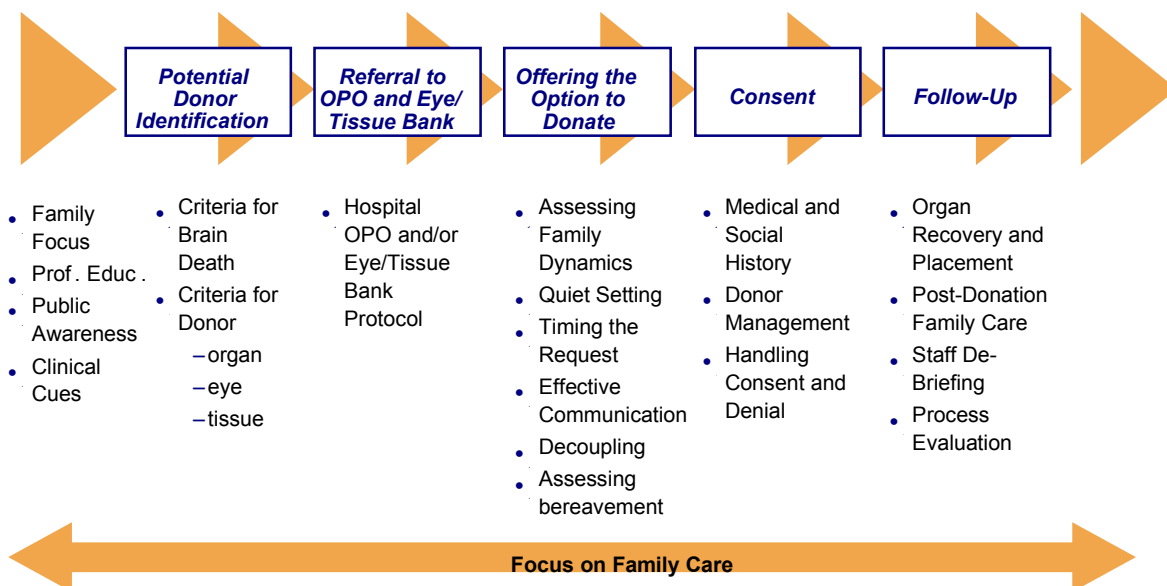 Potential
Donor
Identification
Referral to
OPO and Eye/
Tissue Bank
Offering the
Option to
Donate
Consent
Follow-Up
• Family
Focus
• Prof. Educ.
• Public
Awareness
• Clinical
Cues
• Criteria for
Brain
Death
• Criteria for
Donor
–organ
–eye
–tissue
• Hospital
OPO and/or
Eye/Tissue
Bank
Protocol
• Assessing
Family
Dynamics
• Quiet Setting
• Timing the
Request
• Effective
Communication
• Decoupling
• Assessing
bereavement
• Medical and
Social
History
• Donor
Management
• Handling
Consent and
Denial
• Organ
Recovery and
Placement
• Post-Donation
Family Care
• Staff De-
Briefing
• Process
Evaluation
Focus on Family Care